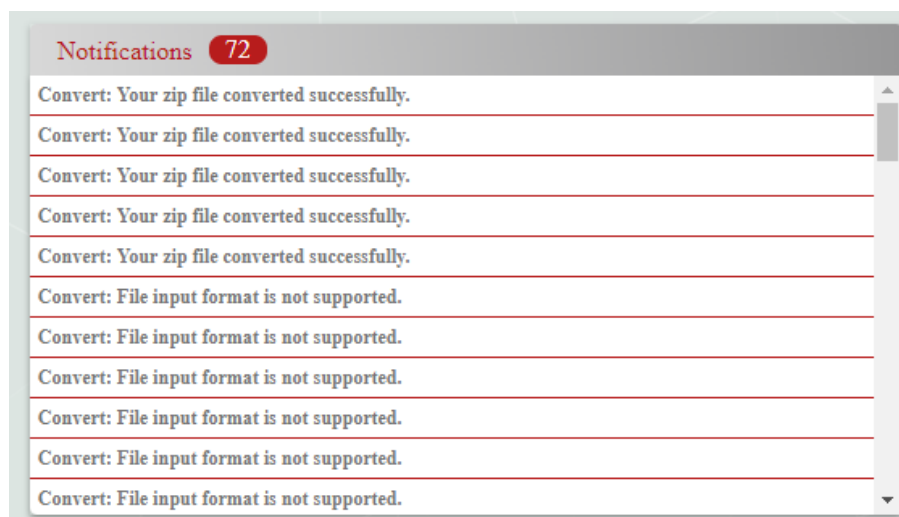 Notifications 72
Convert: Your zip file converted successfully.
Convert: Your zip file converted successfully.
Convert: Your zip file converted successfully.
Convert: Your zip file converted successfully.
Convert: Your zip file converted successfully.
Convert: File input format is not supported.
Convert: File input format is not supported.
Convert: File input format is not supported.
Convert: File input format is not supported.
Convert: File input format is not supported.
Convert: File input format is not supported.